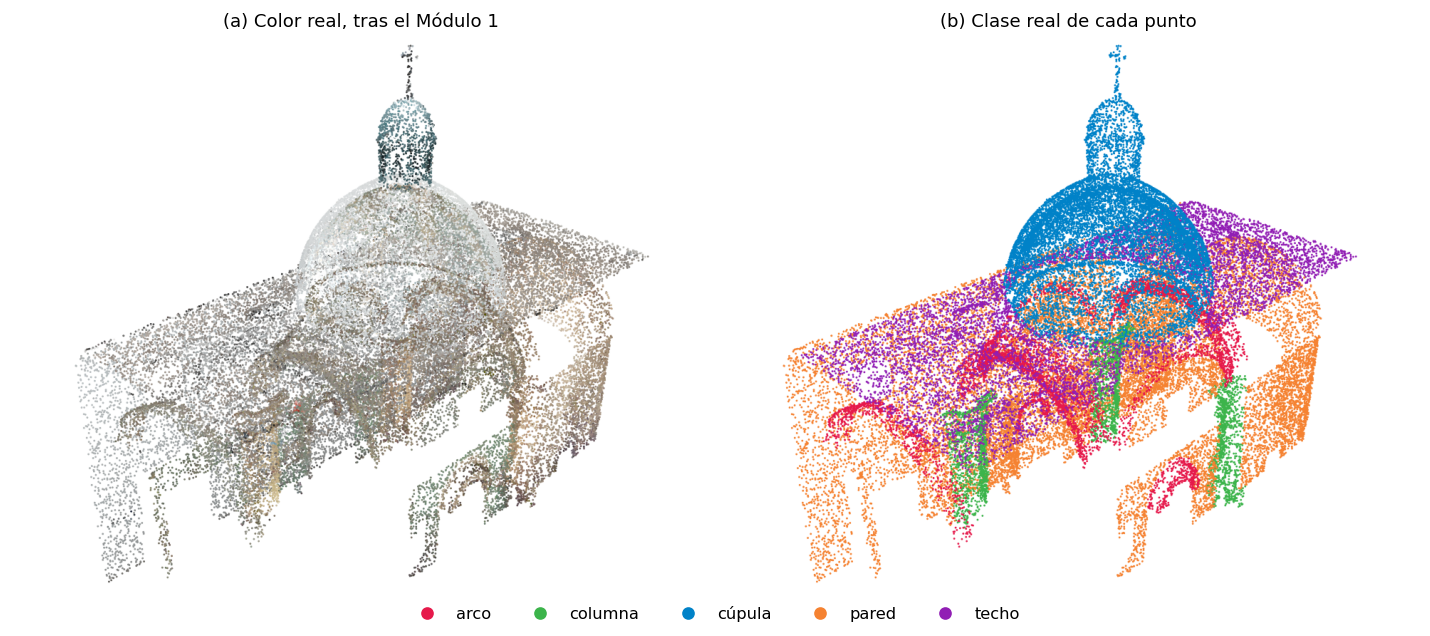 (a) Color real, tras el Módulo 1
(b) Clase real de cada punto
arco
columna
cúpula
pared
techo